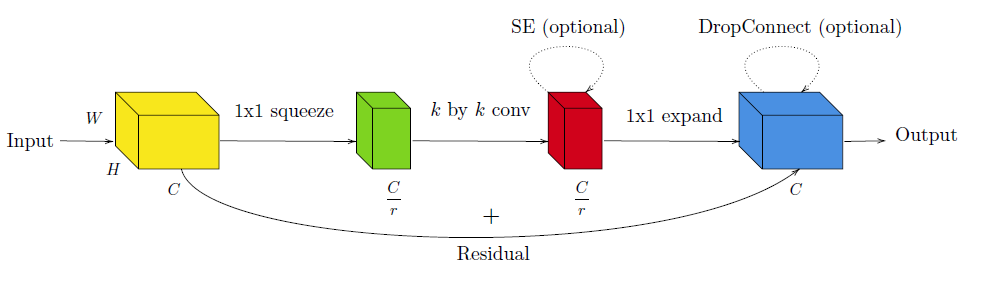 SE (optional)
DropConnect (optional)
W
1x1 squeeze
k by k conv
1x1 expand
Input
Output
H
C
C
r
C
r
C
+
Residual